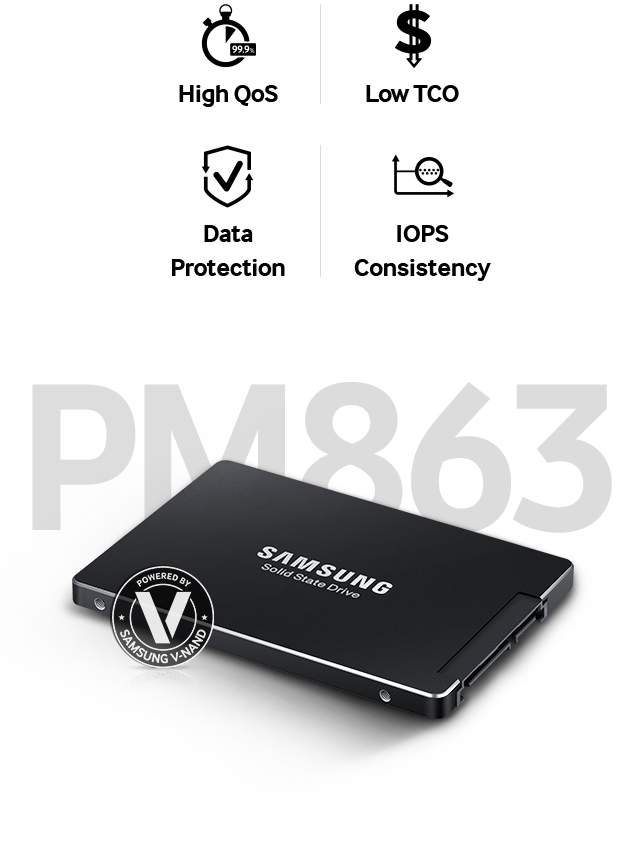 99.9%
High QoS
Low TCO
Data
Protection
IOPS
Consistency
PM863
SAMSUNG
Solid State Drive
POWERED BY
V
SAMSUNG V-NAND